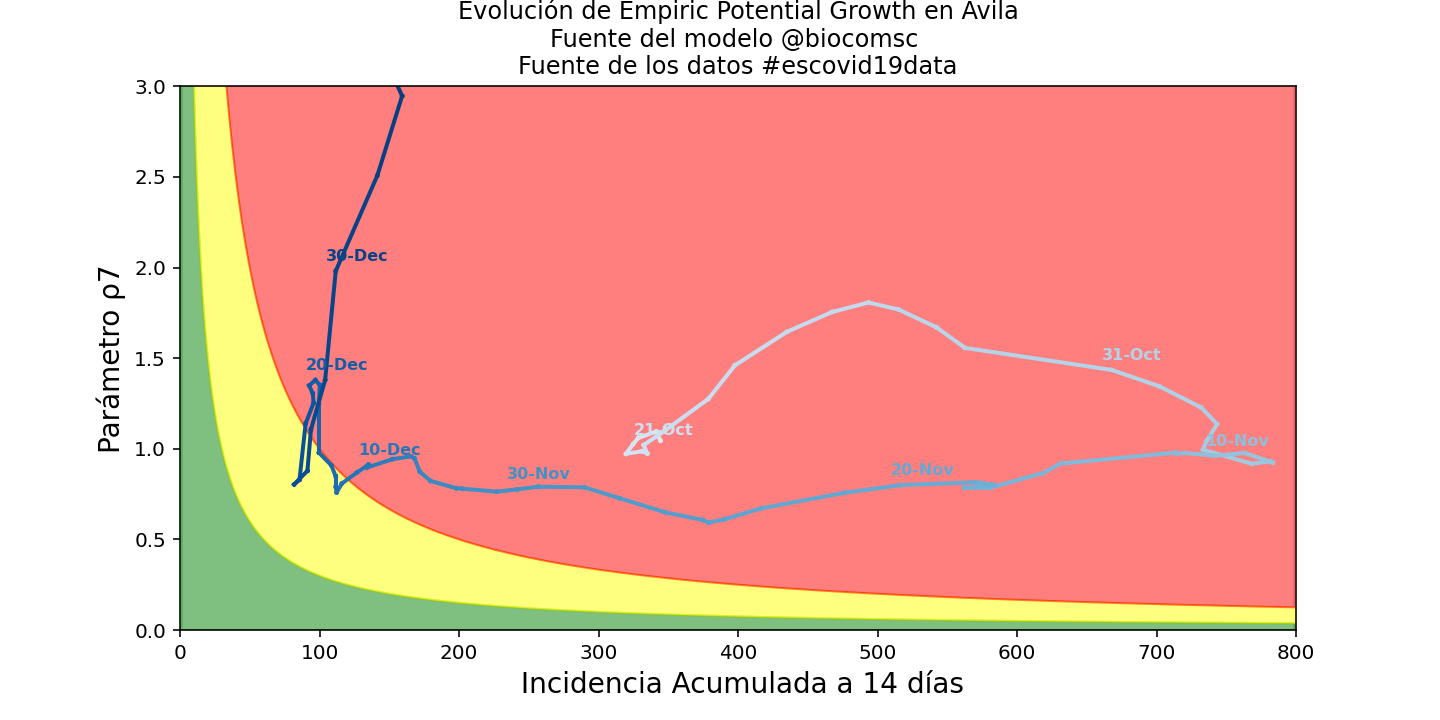 Evolución de Empiric Potential Growth en Ávila
Fuente del modelo @biocomsc
Fuente de los datos #escovid19data
3.0
2.5
2.0
1.5
1.0
0.5
0.0
Parámetro ρ7
30-Dec
20-Dec
10-Dec
30-Nov
20-Nov
10-Nov
31-Oct
21-Oct
0 100 200 300 400 500 600 700 800
Incidencia Acumulada a 14 días